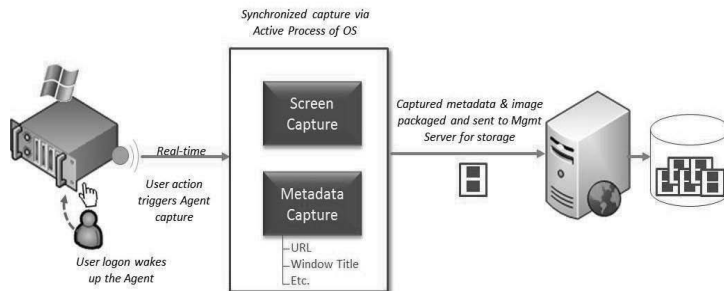 Synchronized capture via
Active Process of OS
Screen
Capture
Captured metadata & image
packaged and sent to Mgmt
Server for storage
Real-time
User action
triggers Agent
capture
Metadata
Capture
URL
Window Title
Etc.
User logon wakes
up the Agent